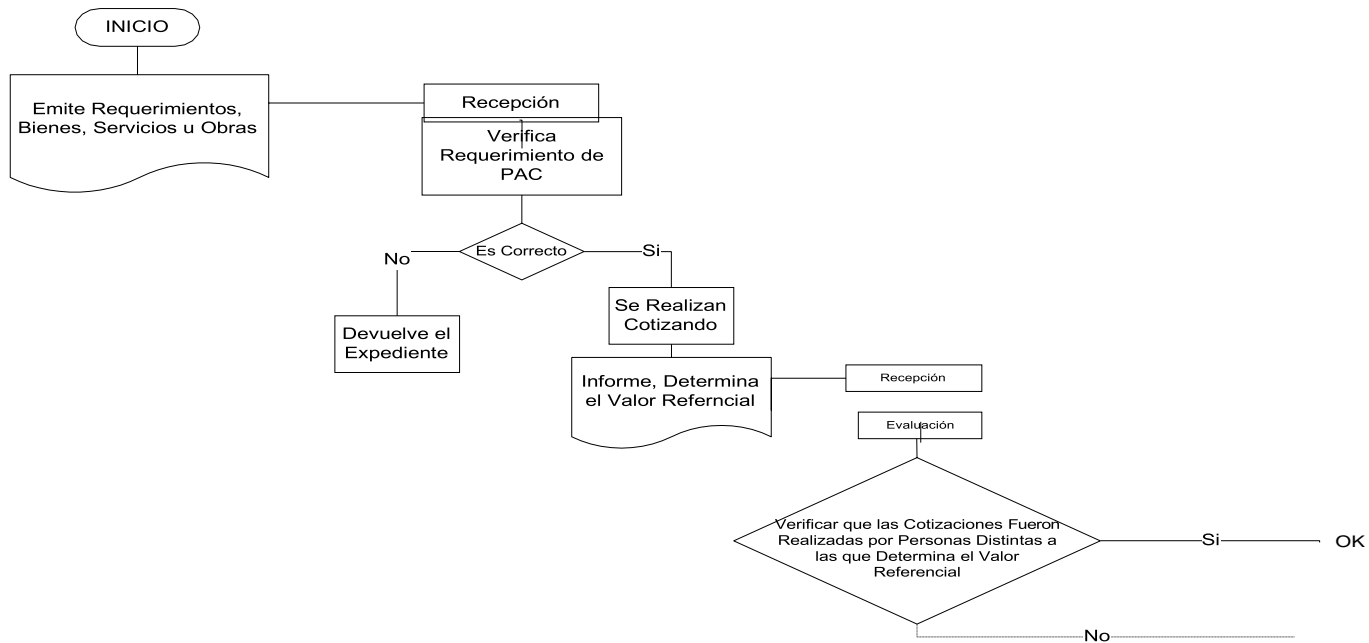 INICIO
Emite Requerimientos,
Bienes, Servicios u Obras
Recepción
Verifica
Requerimiento de
PAC
Es Correcto
No
Si
Devuelve el
Expediente
Se Realizan
Cotizando
Informe, Determina
el Valor Referncial
Recepción
Evaluación
Verificar que las Cotizaciones Fueron
Realizadas por Personas Distintas a
las que Determina el Valor
Referencial
Si
OK
No